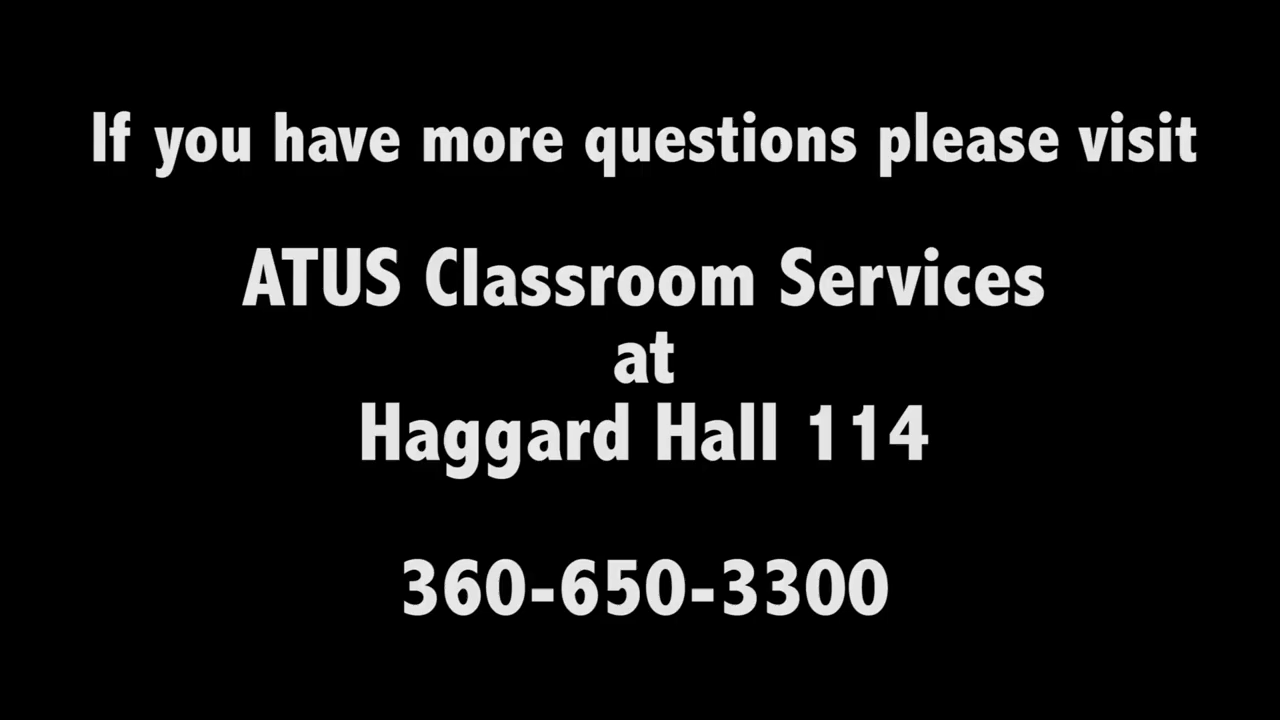 If you have more questions please visit
ATUS Classroom Services
at
Haggard Hall 114
360-650-3300